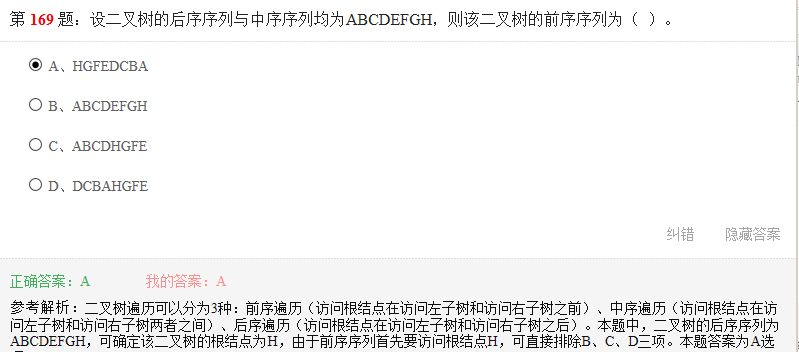 第 169 题：设二叉树的后序序列与中序序列均为ABCDEFGH，则该二叉树的前序序列为（ ）。
A、HGFEDCBA
B、ABCDEFGH
C、ABCDHGFE
D、DCBAHGFE
纠错 隐藏答案
正确答案：A 我的答案：A
参考解析：二叉树遍历可以分为3种：前序遍历（访问根结点在访问左子树和访问右子树之前）、中序遍历（访问根结点在访
问左子树和访问右子树两者之间）、后序遍历（访问根结点在访问左子树和访问右子树之后）。本题中，二叉树的后序序列为
ABCDEFGH，可确定该二叉树的根结点为H，由于前序序列首先要访问根结点H，可直接排除B、C、D三项。本题答案为A选